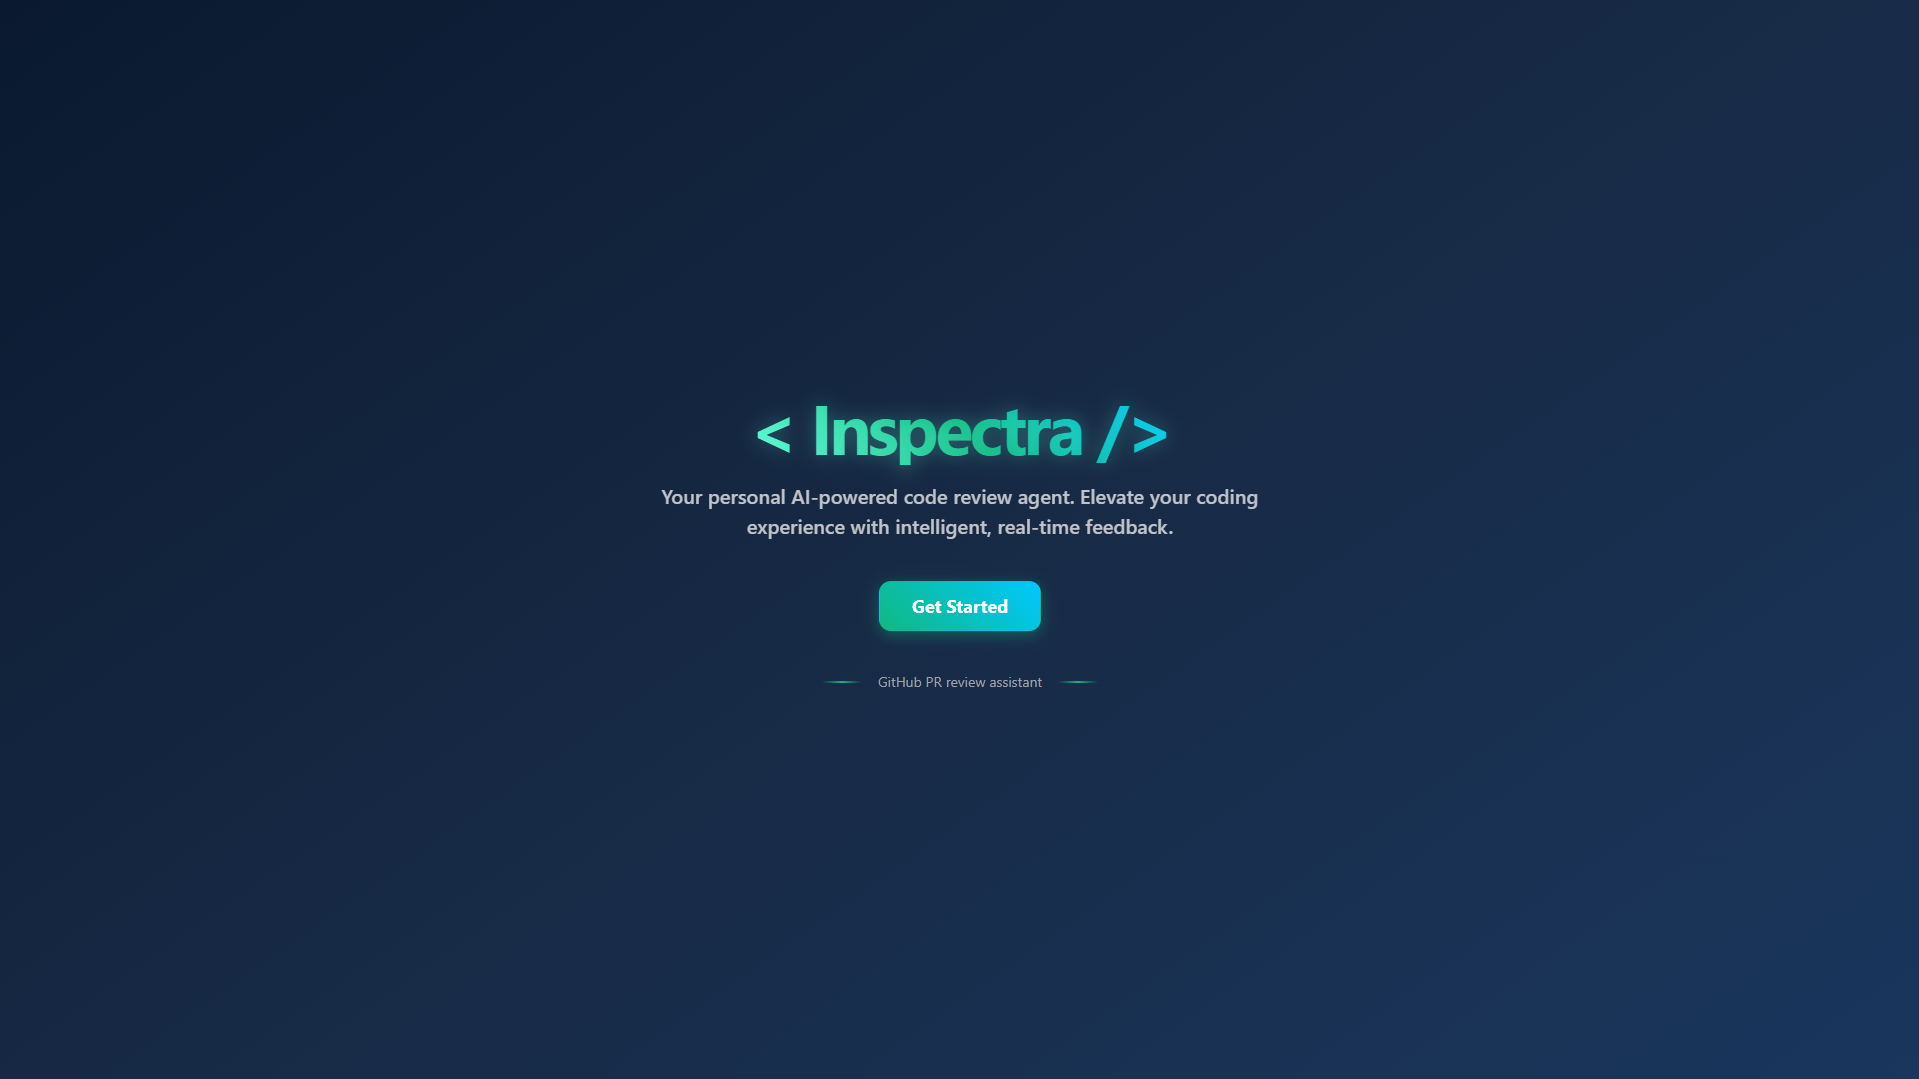 < Inspectra />
Your personal AI-powered code review agent. Elevate your coding
experience with intelligent, real-time feedback.
Get Started
GitHub PR review assistant